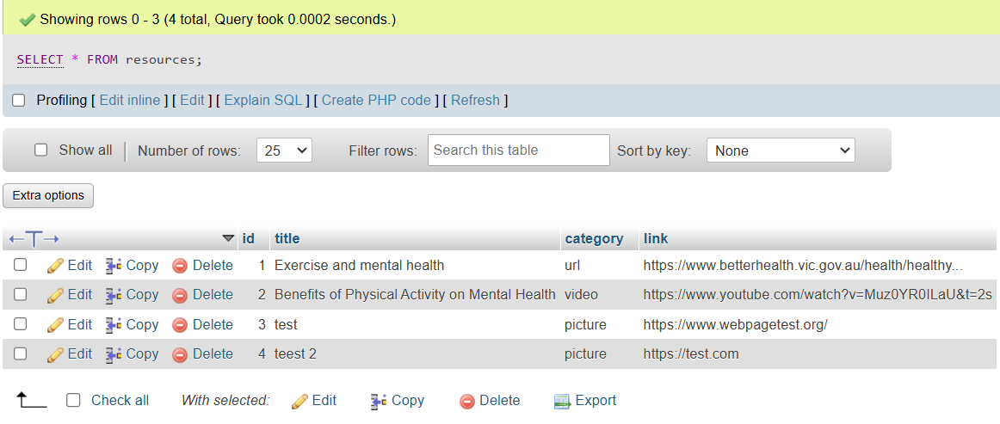 Showing rows 0 - 3 (4 total, Query took 0.0002 seconds.)
SELECT * FROM resources;
Profiling [ Edit inline ] [ Edit ] [ Explain SQL ] [ Create PHP code ] [ Refresh ]
Show all Number of rows: 25 Filter rows: Search this table Sort by key: None
Extra options
id title category link
Edit Copy Delete 1 Exercise and mental health url https://www.betterhealth.vic.gov.au/health/healthy...
Edit Copy Delete 2 Benefits of Physical Activity on Mental Health video https://www.youtube.com/watch?v=Muz0YR0ILaU&t=2s
Edit Copy Delete 3 test picture https://www.webpagetest.org/
Edit Copy Delete 4 teest 2 picture https://test.com
Check all With selected: Edit Copy Delete Export